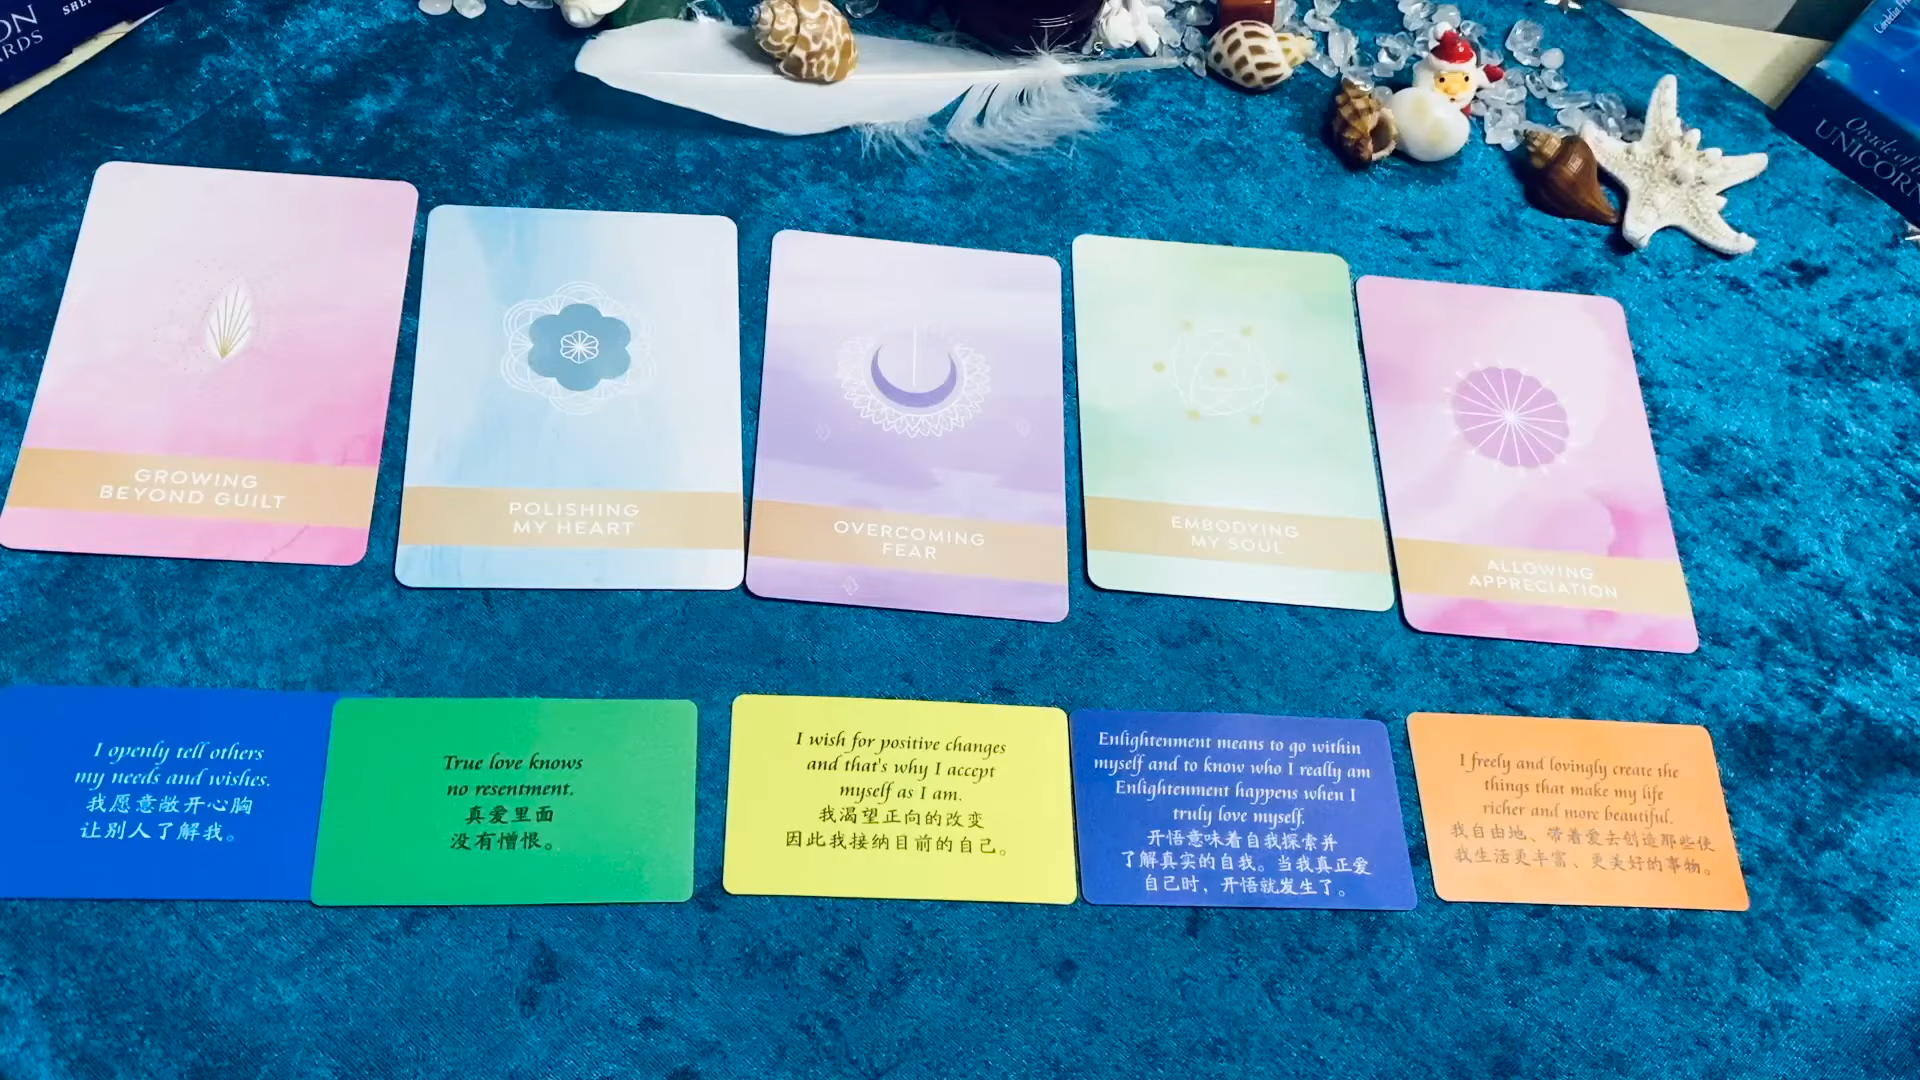 GROWING
BEYOND GUILT
POLISHING
MY HEART
OVERCOMING
FEAR
EMBODYING
MY SOUL
ALLOWING
APPRECIATION
I openly tell others
my needs and wishes.
我愿意敞开心胸
让别人了解我。
True love knows
no resentment.
真爱里面
没有憎恨。
I wish for positive changes
and that's why I accept
myself as I am.
我渴望正向的改变
因此我接纳目前的自己。
Enlightenment means to go within
myself and to know who I really am
Enlightenment happens when I
truly love myself.
开悟意味着自我探索并
了解真实的自我。当我真正爱
自己时，开悟就发生了。
I freely and lovingly create the
things that make my life
richer and more beautiful.
我自由地、带着爱去创造那些使
我生活更丰富、更美好的事物。
Oracle of the